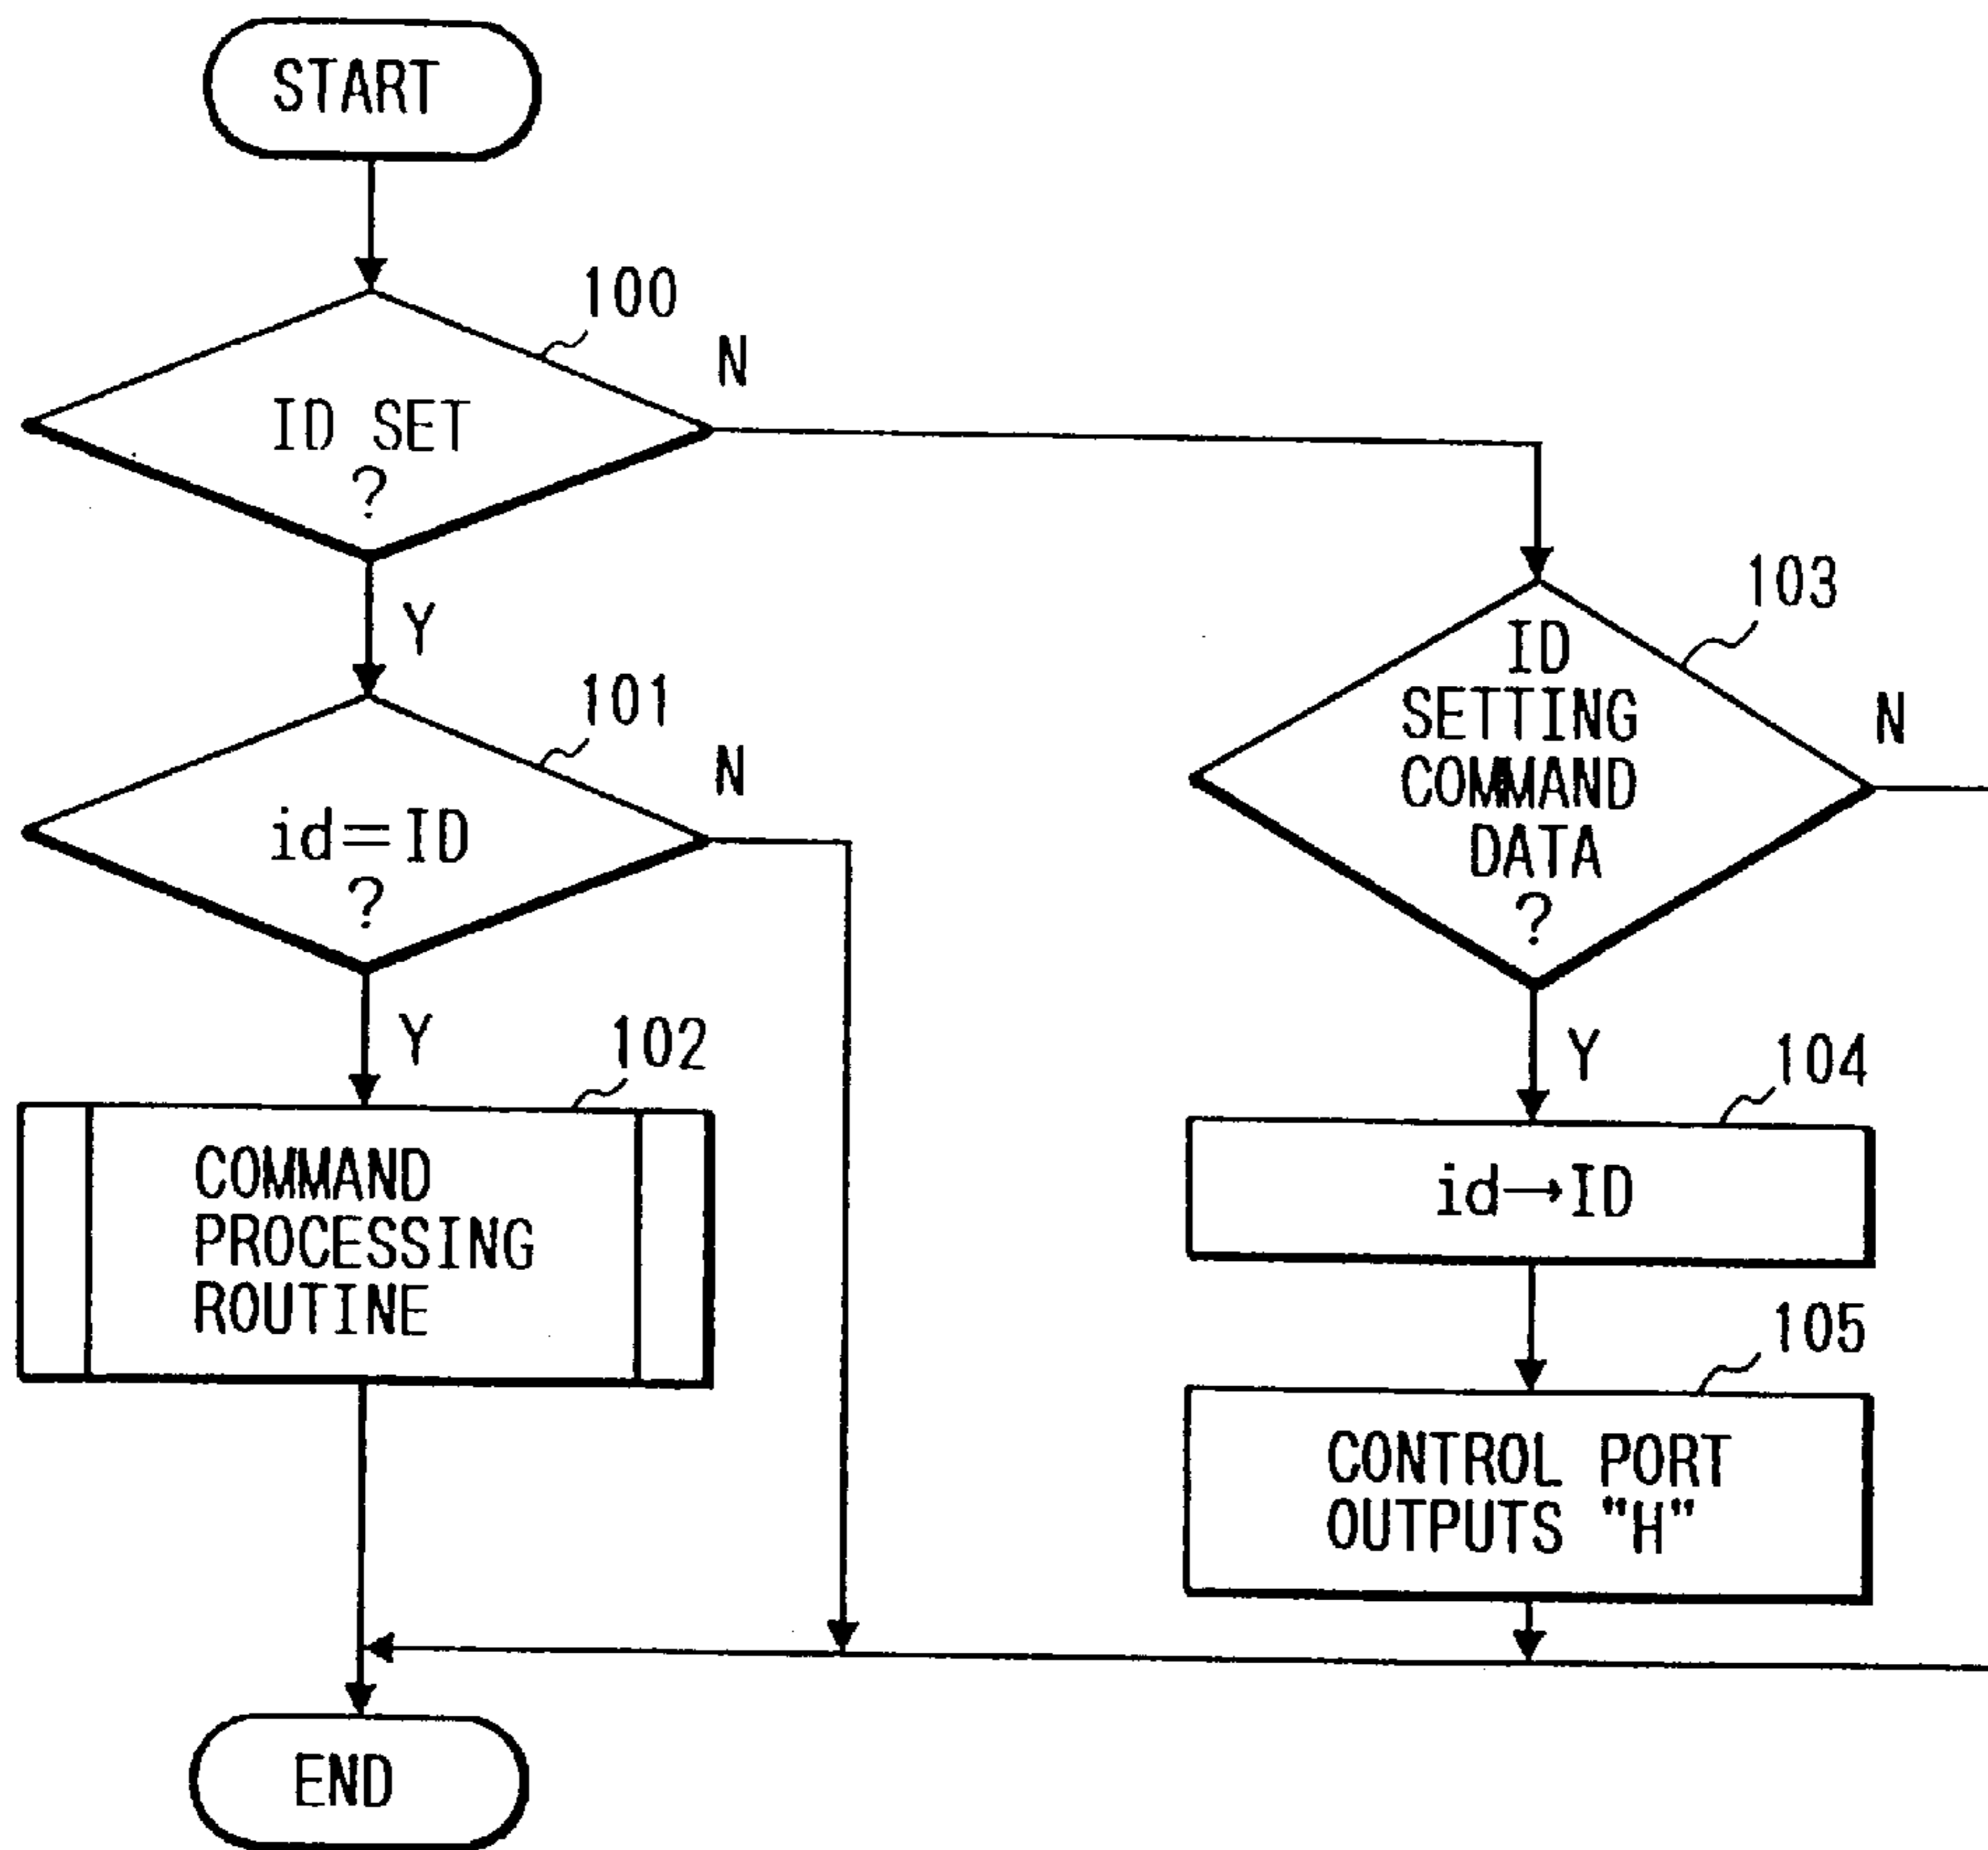 START
100
N
ID SET
?
Y
101
N
id=ID
?
Y
102
COMMAND
PROCESSING
ROUTINE
103
ID
SETTING
COMMAND
DATA
?
N
Y
104
id→ID
105
CONTROL PORT
OUTPUTS "H"
END